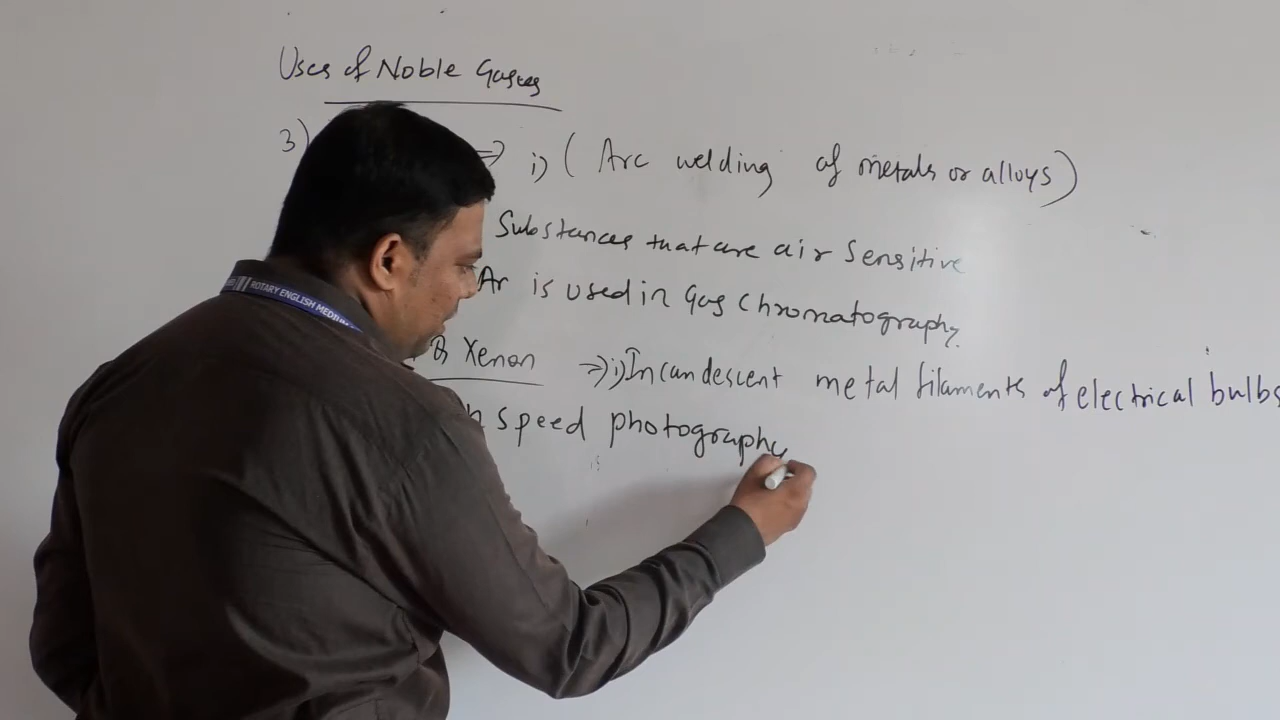 Uses of Noble Gases
3) ⇒ i) ( Arc welding of metals or alloys )
Substances that are air sensitive
Ar is used in Gas Chromatography.
Xenon ⇒ i) Incandescent metal filaments of electrical bulbs
speed photography
ROTARY ENGLISH MEDIUM